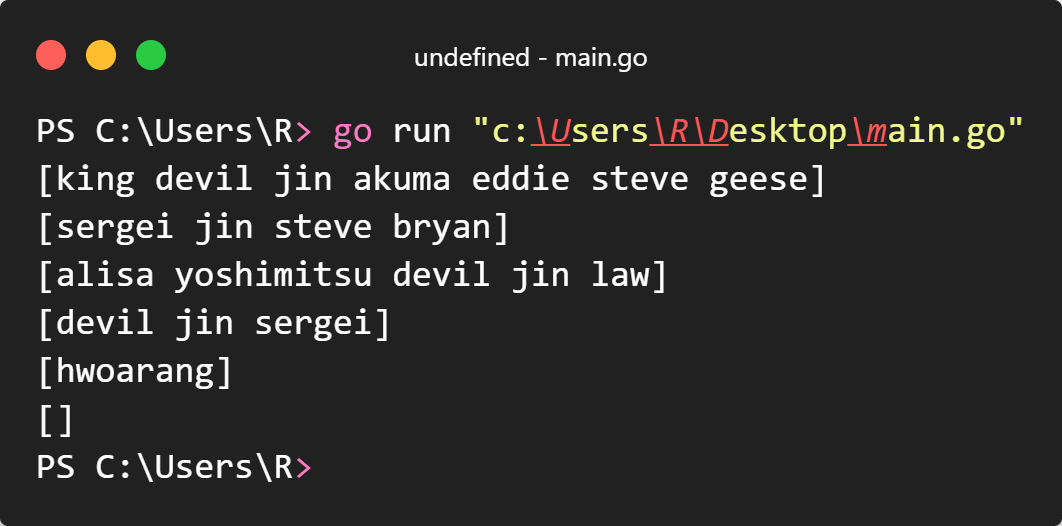 undefined - main.go
PS C:\Users\R> go run "c:\Users\R\Desktop\main.go"
[king devil jin akuma eddie steve geese]
[sergei jin steve bryan]
[alisa yoshimitsu devil jin law]
[devil jin sergei]
[hwoarang]
[]
PS C:\Users\R>